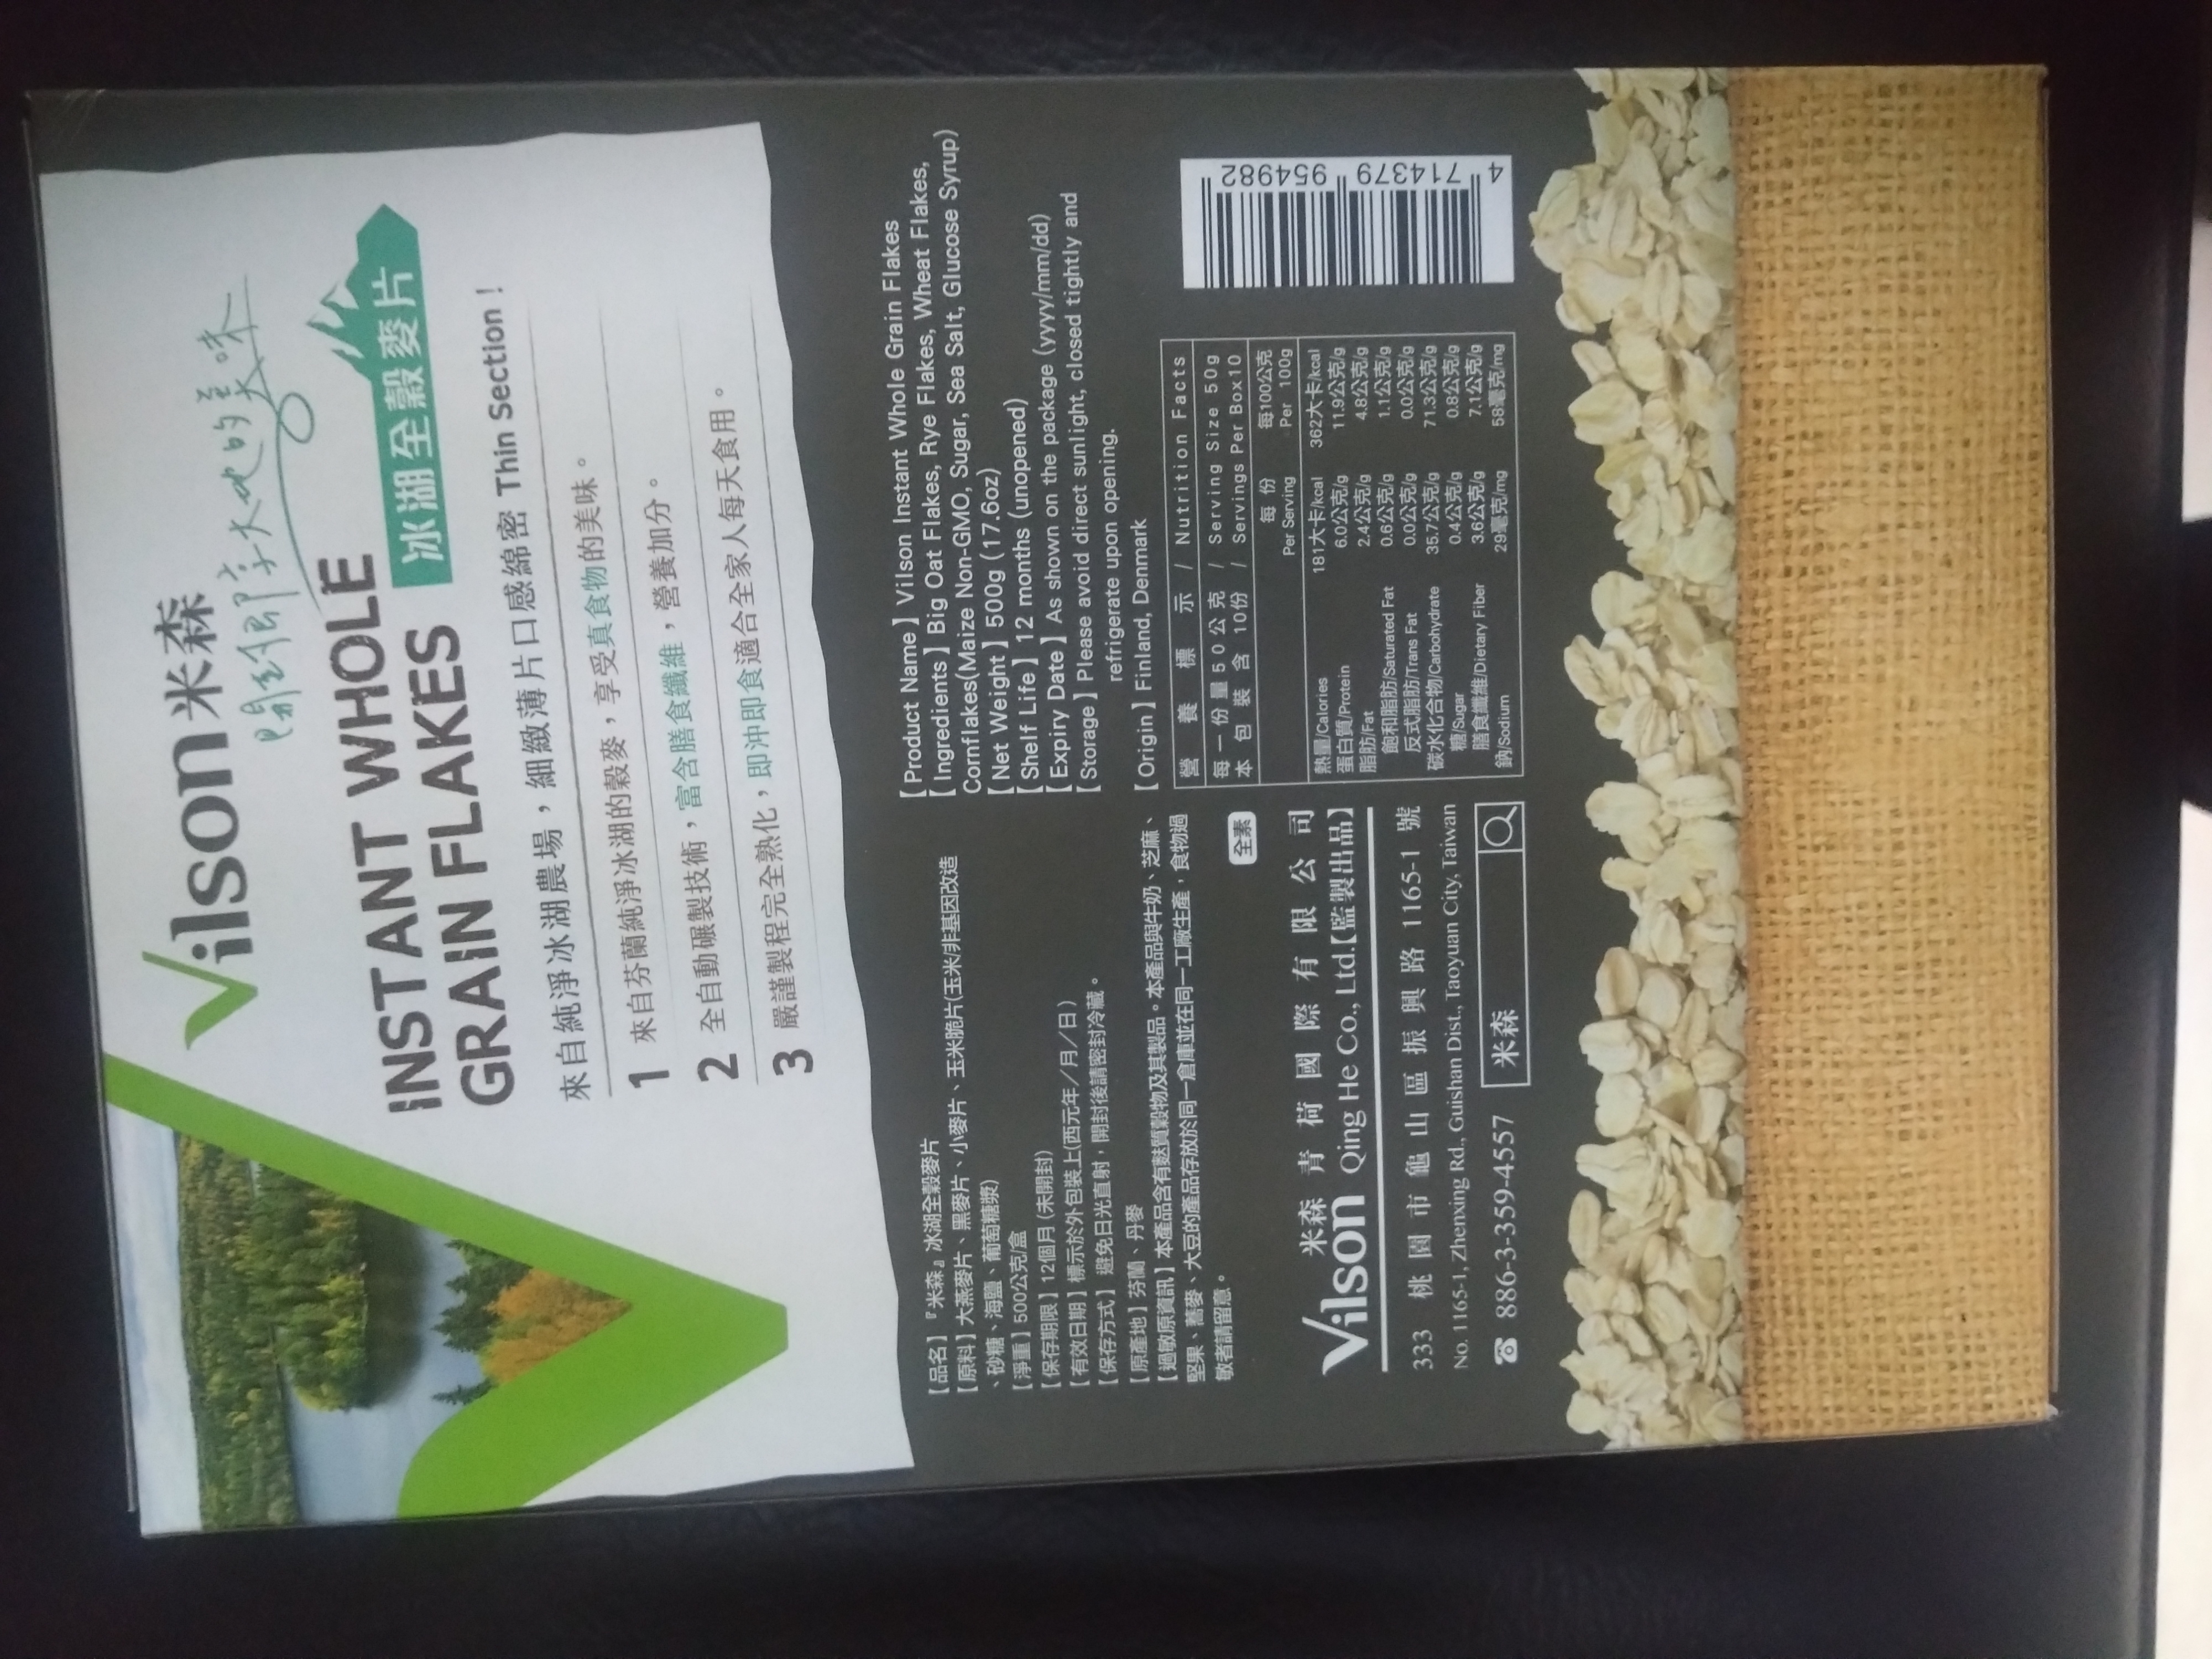 Vilson 米森
開封即享大地的美味
INSTANT WHOLE
GRAIN FLAKES
冰湖全穀麥片
來自純淨冰湖農場，細緻薄片口感綿密 Thin Section！
1 來自芬蘭純淨冰湖的穀麥，享受真食物的美味。
2 全自動碾製技術，富含膳食纖維，營養加分。
3 嚴謹製程完全熟化，即沖即食適合全家人每天食用。
【品名】『米森』冰湖全穀麥片
【原料】大燕麥片、黑麥片、小麥片、玉米脆片(玉米/非基因改造
、砂糖、海鹽、葡萄糖漿)
【淨重】500公克/盒
【保存期限】12個月 (未開封)
【有效日期】標示於外包裝上(西元年／月／日)
【保存方式】避免日光直射，開封後請密封冷藏。
【原產地】芬蘭、丹麥
【過敏原資訊】本產品含有麩質穀物及其製品。本產品與牛奶、芝麻、
堅果、蕎麥、大豆的產品存放於同一倉庫並在同一工廠生產，食物過
敏者請留意。
全素
米森 青荷國際有限公司
Vilson Qing He Co., Ltd.【監製出品】
333 桃園市龜山區振興路 1165-1 號
No. 1165-1, Zhenxing Rd., Guishan Dist., Taoyuan City, Taiwan
☎ 886-3-359-4557
米森
【Product Name】Vilson Instant Whole Grain Flakes
【Ingredients】Big Oat Flakes, Rye Flakes, Wheat Flakes,
Cornflakes(Maize Non-GMO, Sugar, Sea Salt, Glucose Syrup)
【Net Weight】500g (17.6oz)
【Shelf Life】12 months (unopened)
【Expiry Date】As shown on the package (yyyy/mm/dd)
【Storage】Please avoid direct sunlight, closed tightly and
refrigerate upon opening.
【Origin】Finland, Denmark
營養標示 / Nutrition Facts
每一份量50公克 / Serving Size 50g
本包裝含 10份 / Servings Per Box10
每份 每100公克
Per Serving Per 100g
熱量/Calories 181大卡/kcal 362大卡/kcal
蛋白質/Protein 6.0公克/g 11.9公克/g
脂肪/Fat 2.4公克/g 4.8公克/g
飽和脂肪/Saturated Fat 0.6公克/g 1.1公克/g
反式脂肪/Trans Fat 0.0公克/g 0.0公克/g
碳水化合物/Carbohydrate 35.7公克/g 71.3公克/g
糖/Sugar 0.4公克/g 0.8公克/g
膳食纖維/Dietary Fiber 3.6公克/g 7.1公克/g
鈉/Sodium 29毫克/mg 58毫克/mg
4 714379 954982